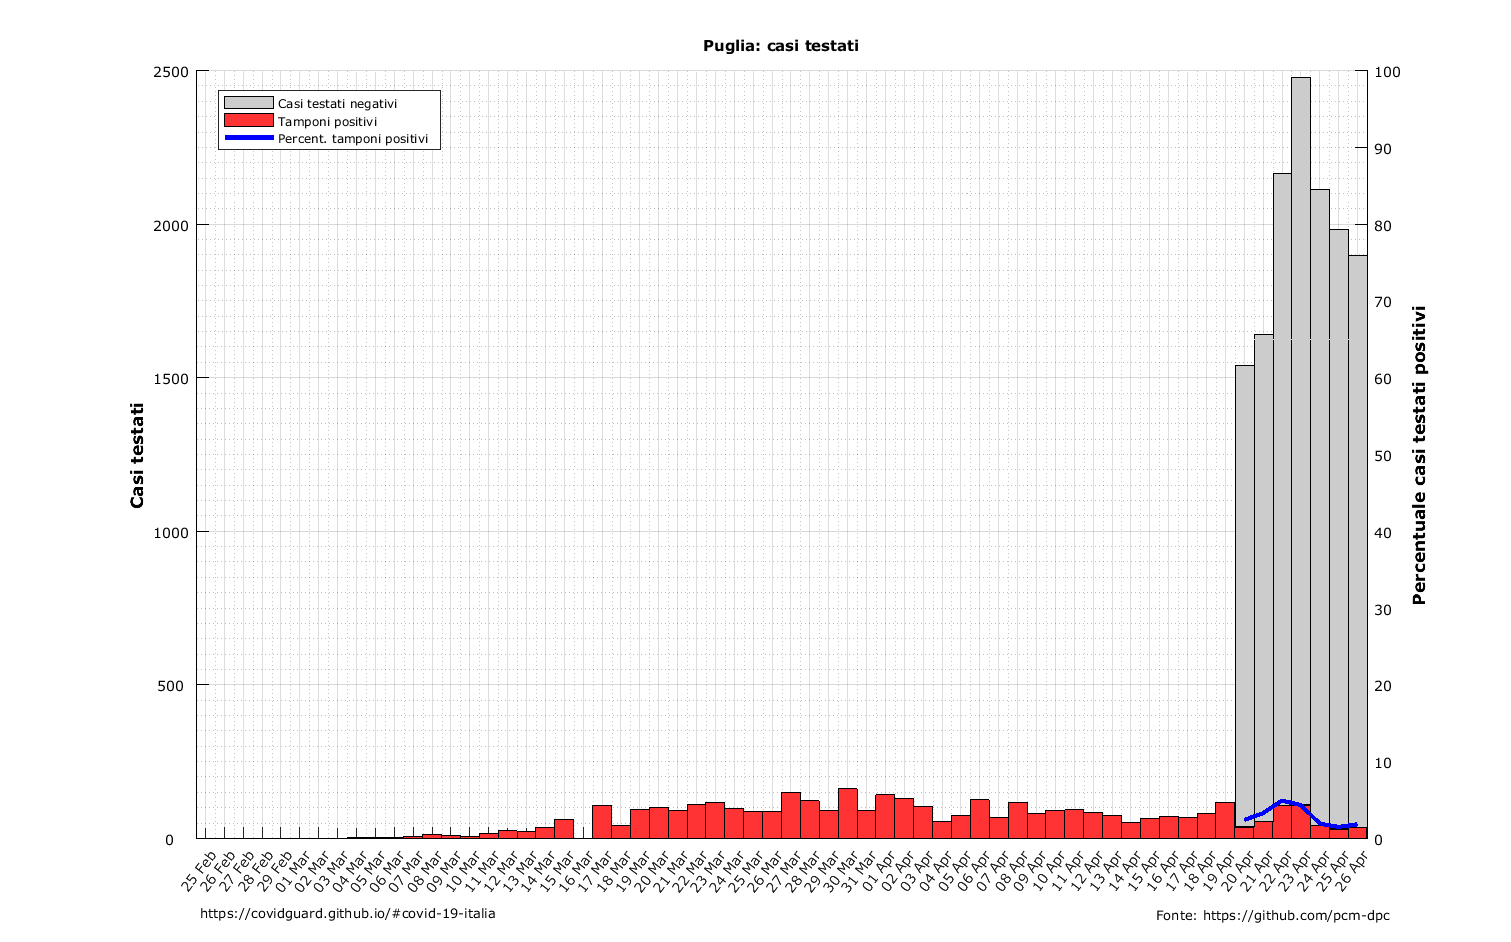 Puglia: casi testati
Casi testati negativi
Tamponi positivi
Percent. tamponi positivi
Casi testati
2500
2000
1500
1000
500
0
100
90
80
70
60
50
40
30
20
10
0
Percentuale casi testati positivi
25 Feb
26 Feb
27 Feb
28 Feb
29 Feb
01 Mar
02 Mar
03 Mar
04 Mar
05 Mar
06 Mar
07 Mar
08 Mar
09 Mar
10 Mar
11 Mar
12 Mar
13 Mar
14 Mar
15 Mar
16 Mar
17 Mar
18 Mar
19 Mar
20 Mar
21 Mar
22 Mar
23 Mar
24 Mar
25 Mar
26 Mar
27 Mar
28 Mar
29 Mar
30 Mar
31 Mar
01 Apr
02 Apr
03 Apr
04 Apr
05 Apr
06 Apr
07 Apr
08 Apr
09 Apr
10 Apr
11 Apr
12 Apr
13 Apr
14 Apr
15 Apr
16 Apr
17 Apr
18 Apr
19 Apr
20 Apr
21 Apr
22 Apr
23 Apr
24 Apr
25 Apr
26 Apr
https://covidguard.github.io/#covid-19-italia
Fonte: https://github.com/pcm-dpc